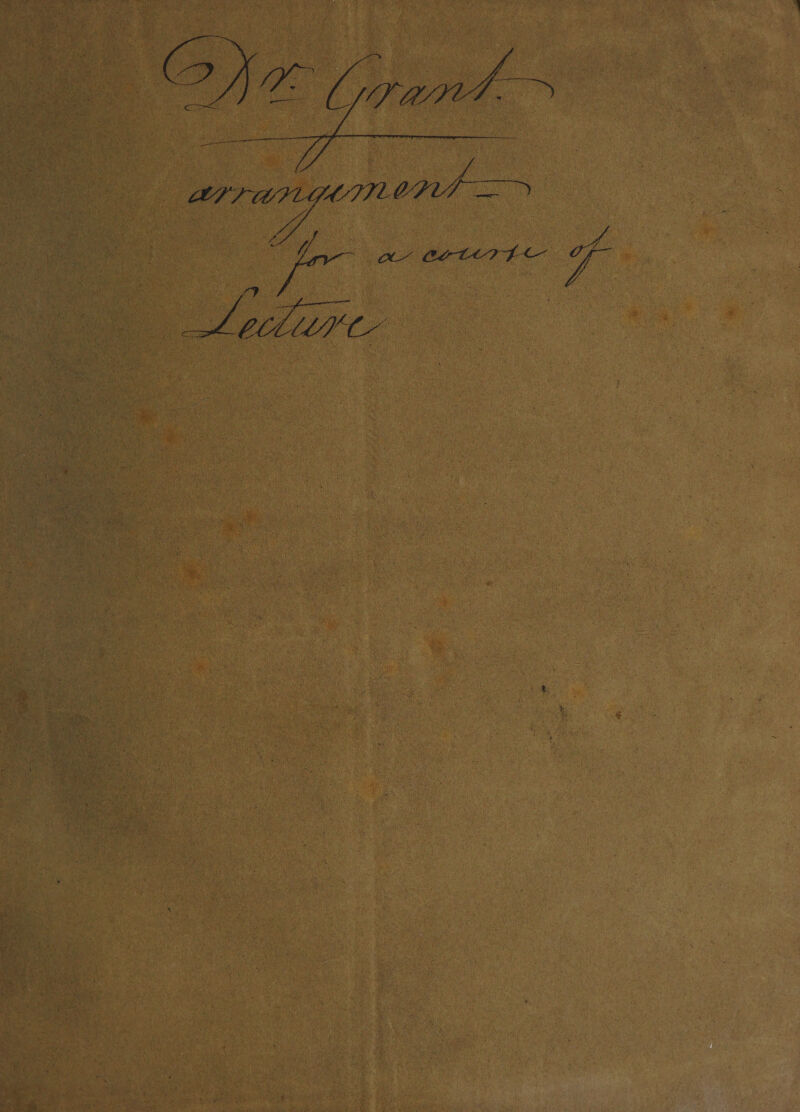 Dr. Grant.
arrangement
for a course of
Lecture